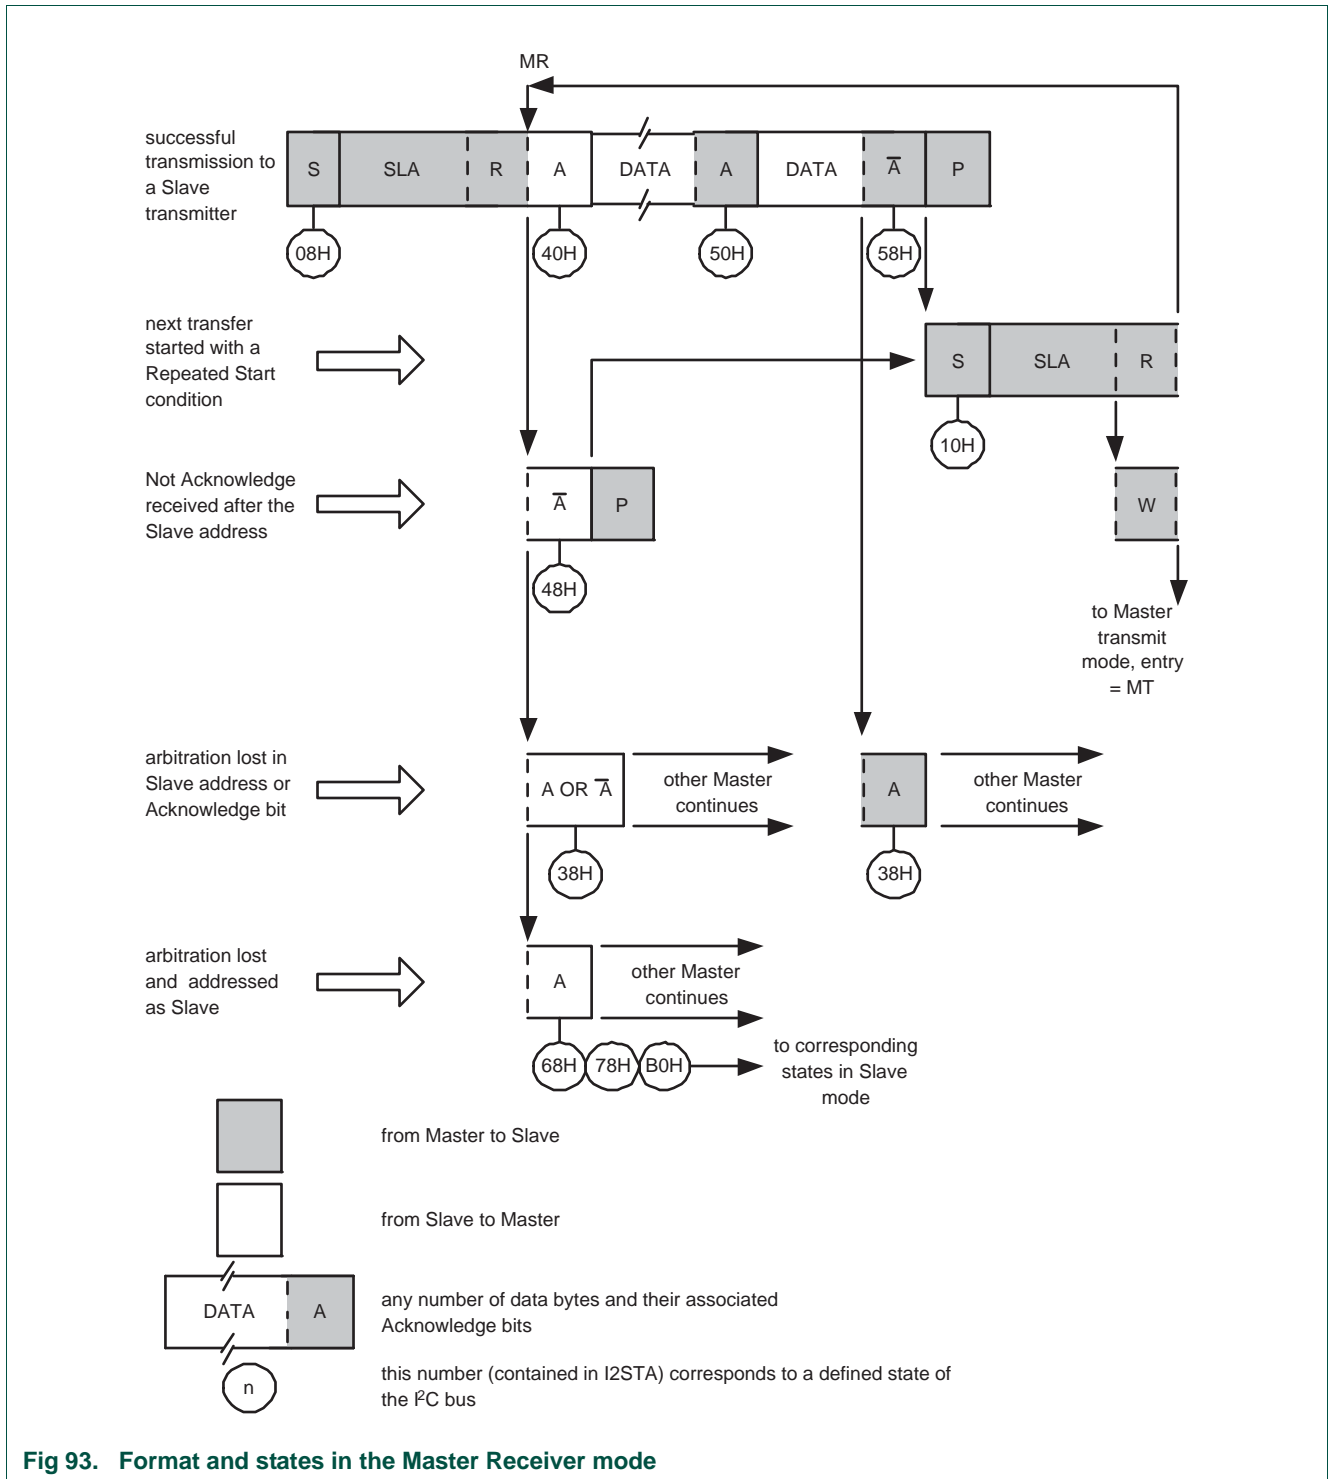 MR
successful
transmission to
a Slave
transmitter
S SLA R A DATA A DATA A̅ P
08H 40H 50H 58H
next transfer
started with a
Repeated Start
condition
S SLA R
10H
Not Acknowledge
received after the
Slave address
A̅ P
W
48H
to Master
transmit
mode, entry
= MT
arbitration lost in
Slave address or
Acknowledge bit
A OR A̅
other Master
continues
A
other Master
continues
38H 38H
arbitration lost
and addressed
as Slave
A
other Master
continues
68H 78H B0H
to corresponding
states in Slave
mode
from Master to Slave
from Slave to Master
DATA A
any number of data bytes and their associated
Acknowledge bits
n
this number (contained in I2STA) corresponds to a defined state of
the I²C bus
Fig 93. Format and states in the Master Receiver mode